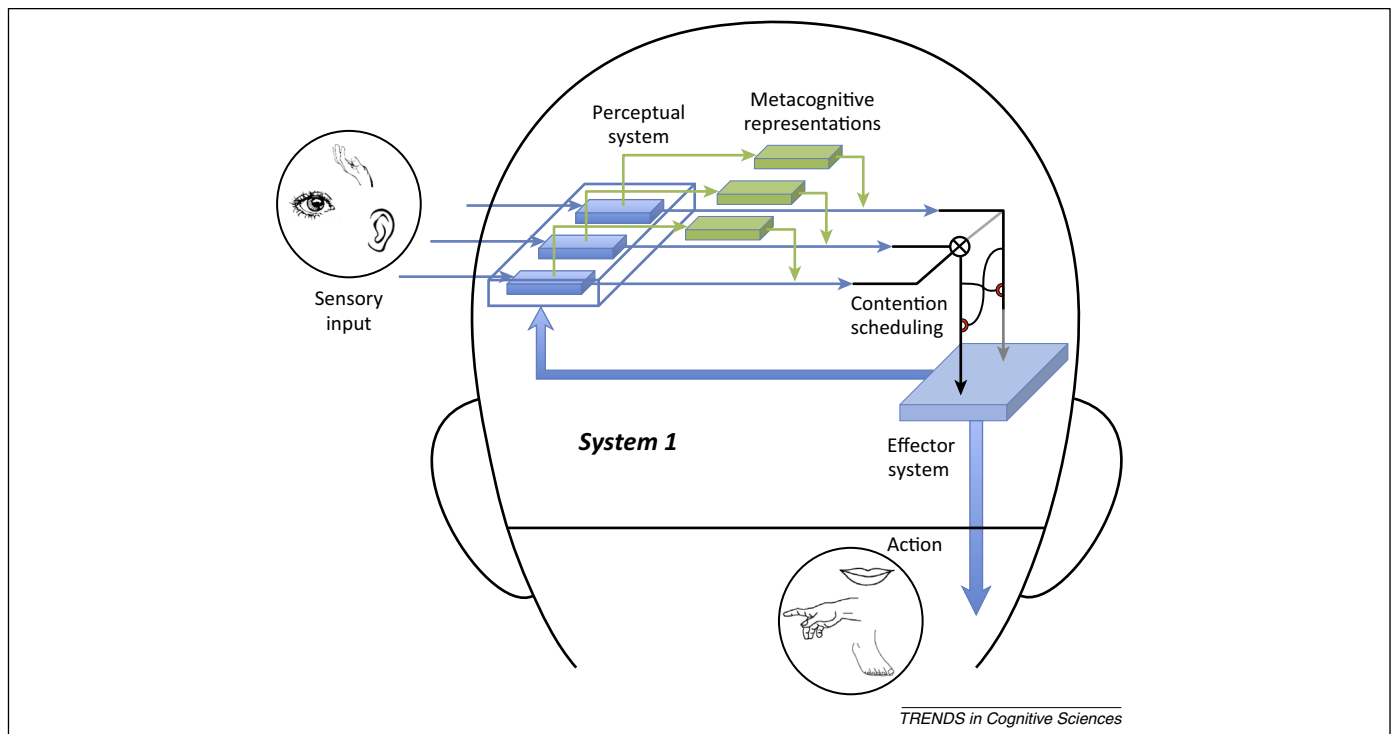 Perceptual
system
Metacognitive
representations
Sensory
input
Contention
scheduling
System 1
Effector
system
Action
TRENDS in Cognitive Sciences